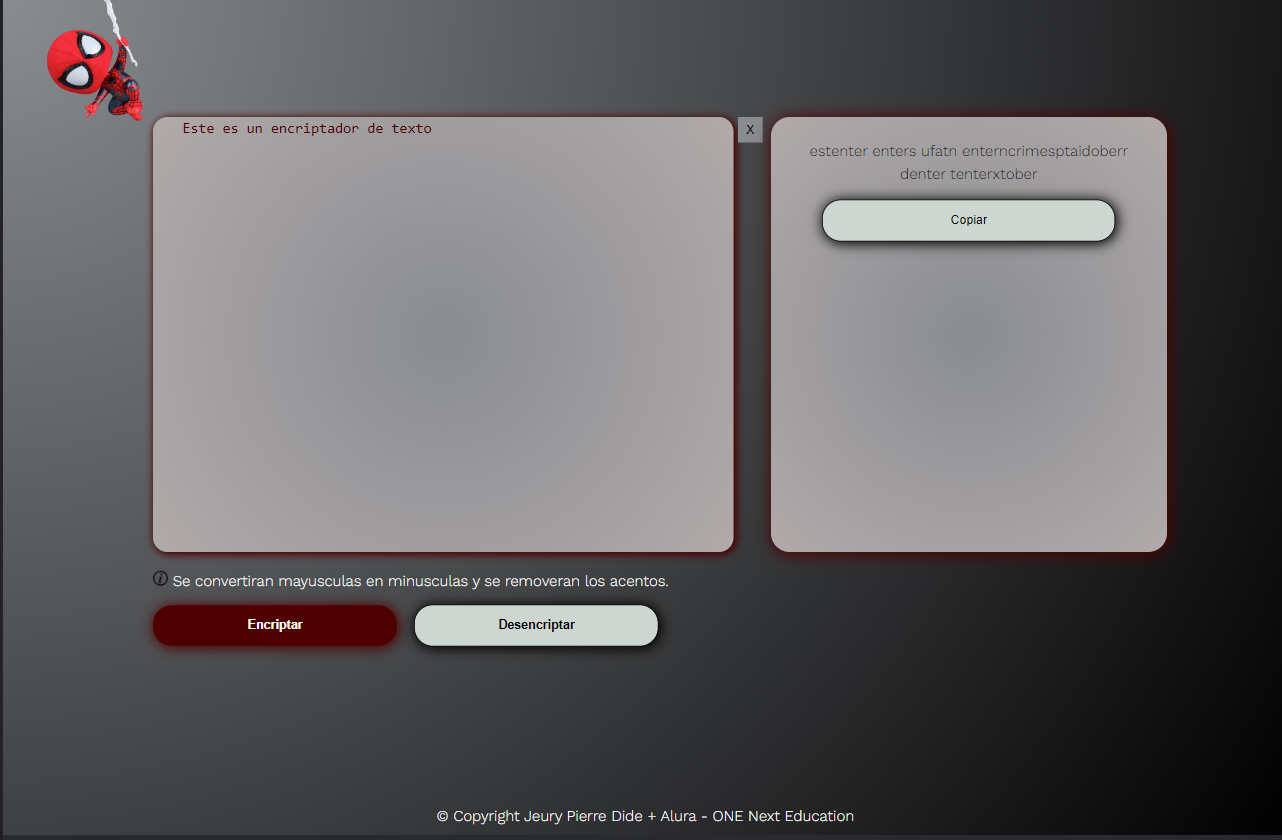 Este es un encriptador de texto
X
estenter enters ufatn enterncrimesptaidoberr
denter tenterxtober
Copiar
Se convertiran mayusculas en minusculas y se removeran los acentos.
Encriptar
Desencriptar
© Copyright Jeury Pierre Dide + Alura - ONE Next Education